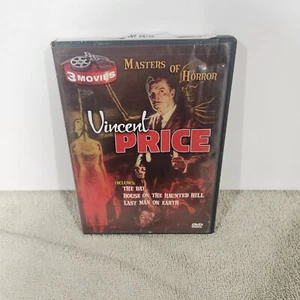 3 MOVIES
MASTERS OF
HORROR
Vincent
PRICE
INCLUDES:
THE BAT
HOUSE ON THE HAUNTED HILL
LAST MAN ON EARTH
DVD